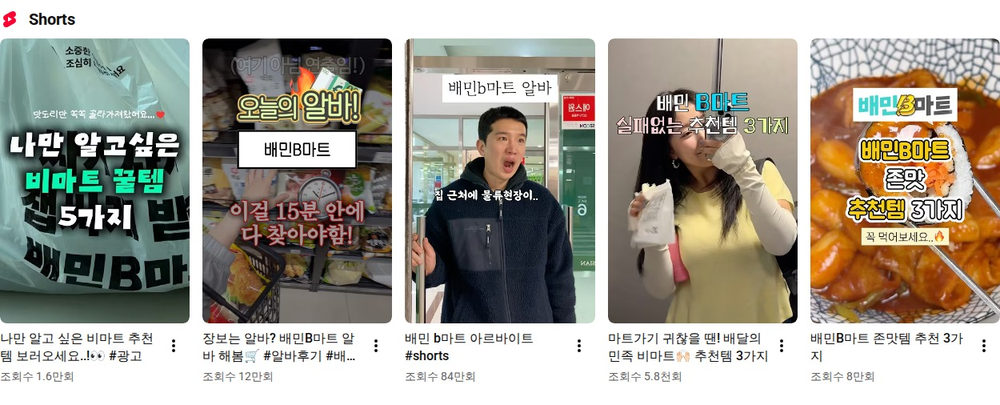 Shorts
소중한
조심히
맛도리만 쏙쏙 골라가져왔어요...
나만 알고싶은
비마트 꿀템
5가지
배민B마
나만 알고 싶은 비마트 추천
템 보러오세요..!👀 #광고
조회수 1.6만회
(여기 아님 연출임!)
오늘의 알바!
배민B마트
이걸 15분 안에
다 찾아야함!
장보는 알바? 배민B마트 알
바 해봄🛒 #알바후기 #배...
조회수 12만회
배민b마트 알바
집 근처에 물류현장이..
배민 b마트 아르바이트
#shorts
조회수 84만회
배민 B마트
실패없는 추천템 3가지
마트가기 귀찮을 땐! 배달의
민족 비마트🙌🏻 추천템 3가지
조회수 5.8천회
배민B마트
배민B마트
존맛
추천템 3가지
꼭 먹어보세요..🔥
배민B마트 존맛템 추천 3가
지
조회수 8만회